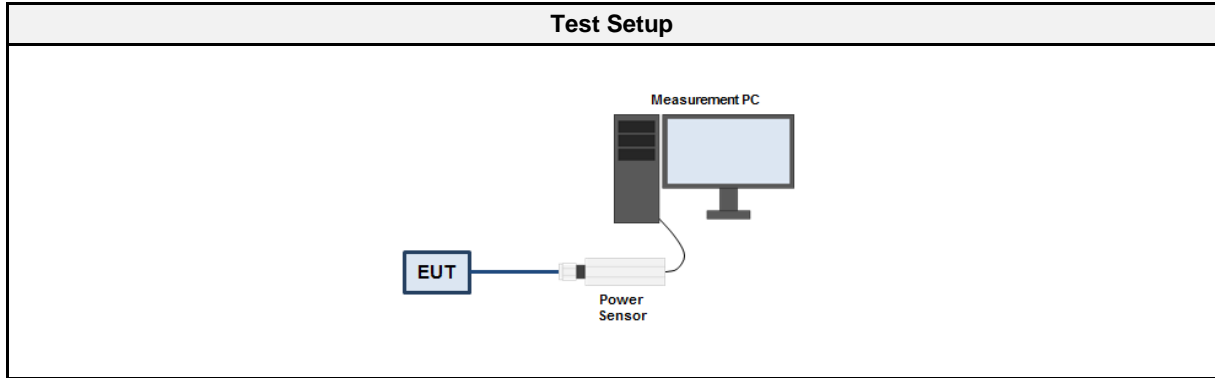 Test Setup
Measurement PC
EUT
Power
Sensor